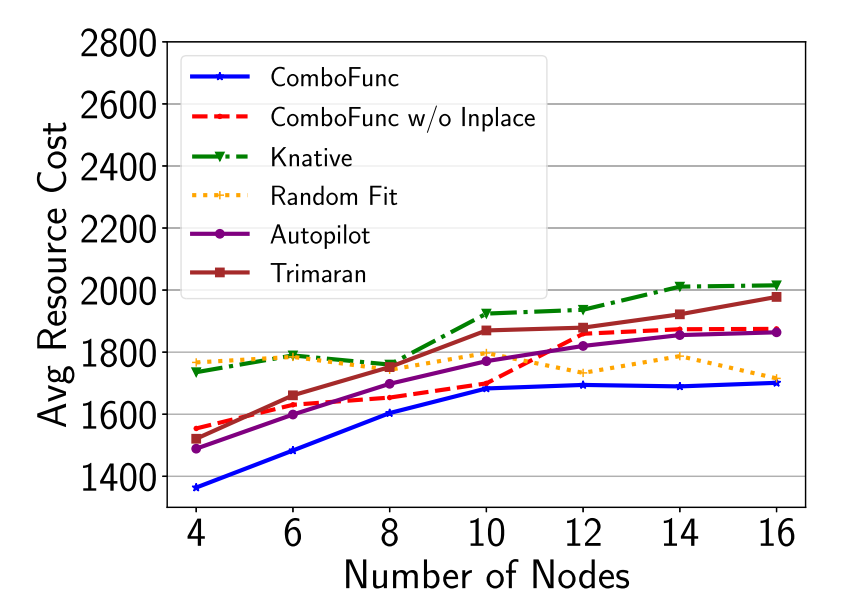 2800
2600
2400
2200
2000
1800
1600
1400
Avg Resource Cost
ComboFunc
ComboFunc w/o Inplace
Knative
Random Fit
Autopilot
Trimaran
4 6 8 10 12 14 16
Number of Nodes